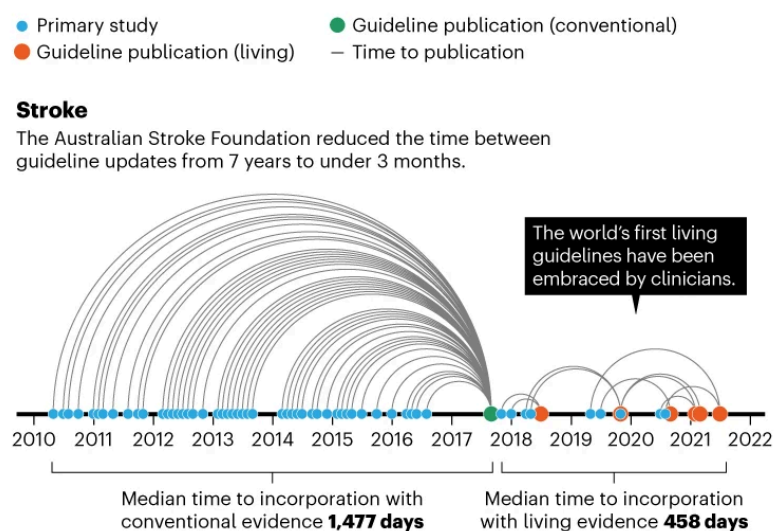 Primary study
Guideline publication (conventional)
Guideline publication (living)
Time to publication
Stroke
The Australian Stroke Foundation reduced the time between
guideline updates from 7 years to under 3 months.
The world's first living
guidelines have been
embraced by clinicians.
2010 2011 2012 2013 2014 2015 2016 2017 2018 2019 2020 2021 2022
Median time to incorporation with
conventional evidence 1,477 days
Median time to incorporation
with living evidence 458 days